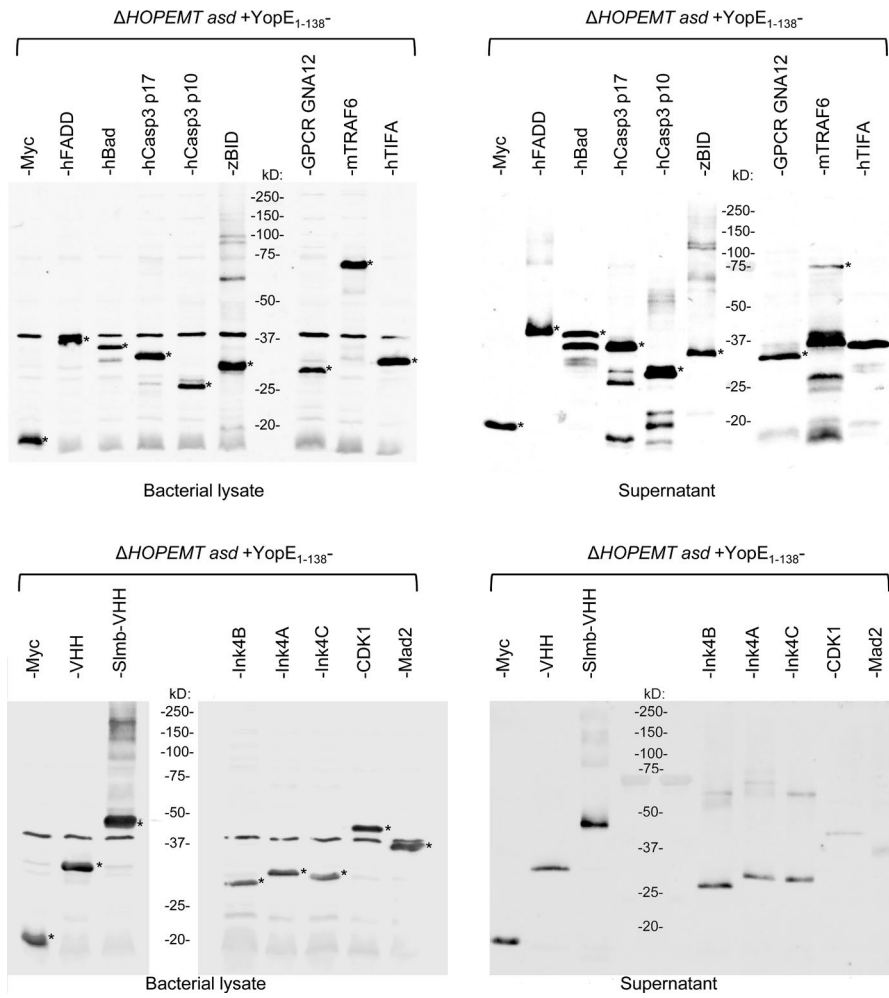 ΔHOPEMT asd +YopE1-138-
-Myc
-hFADD
-hBad
-hCasp3 p17
-hCasp3 p10
-zBID
-GPCR GNA12
-mTRAF6
-hTIFA
kD:
-250-
-150-
-100-
-75-
-50-
-37-
-25-
-20-
* * * * * * * * *
Bacterial lysate
ΔHOPEMT asd +YopE1-138-
-Myc
-hFADD
-hBad
-hCasp3 p17
-hCasp3 p10
-zBID
-GPCR GNA12
-mTRAF6
-hTIFA
kD:
-250-
-150-
-100-
-75-
-50-
-37-
-25-
-20-
* * * * * * * * *
Supernatant
ΔHOPEMT asd +YopE1-138-
-Myc
-VHH
-Slmb-VHH
-Ink4B
-Ink4A
-Ink4C
-CDK1
-Mad2
kD:
-250-
-150-
-100-
-75-
-50-
-37-
-25-
-20-
* * * * * * * *
Bacterial lysate
ΔHOPEMT asd +YopE1-138-
-Myc
-VHH
-Slmb-VHH
-Ink4B
-Ink4A
-Ink4C
-CDK1
-Mad2
kD:
-250-
-150-
-100-
-75-
-50-
-37-
-25-
-20-
Supernatant